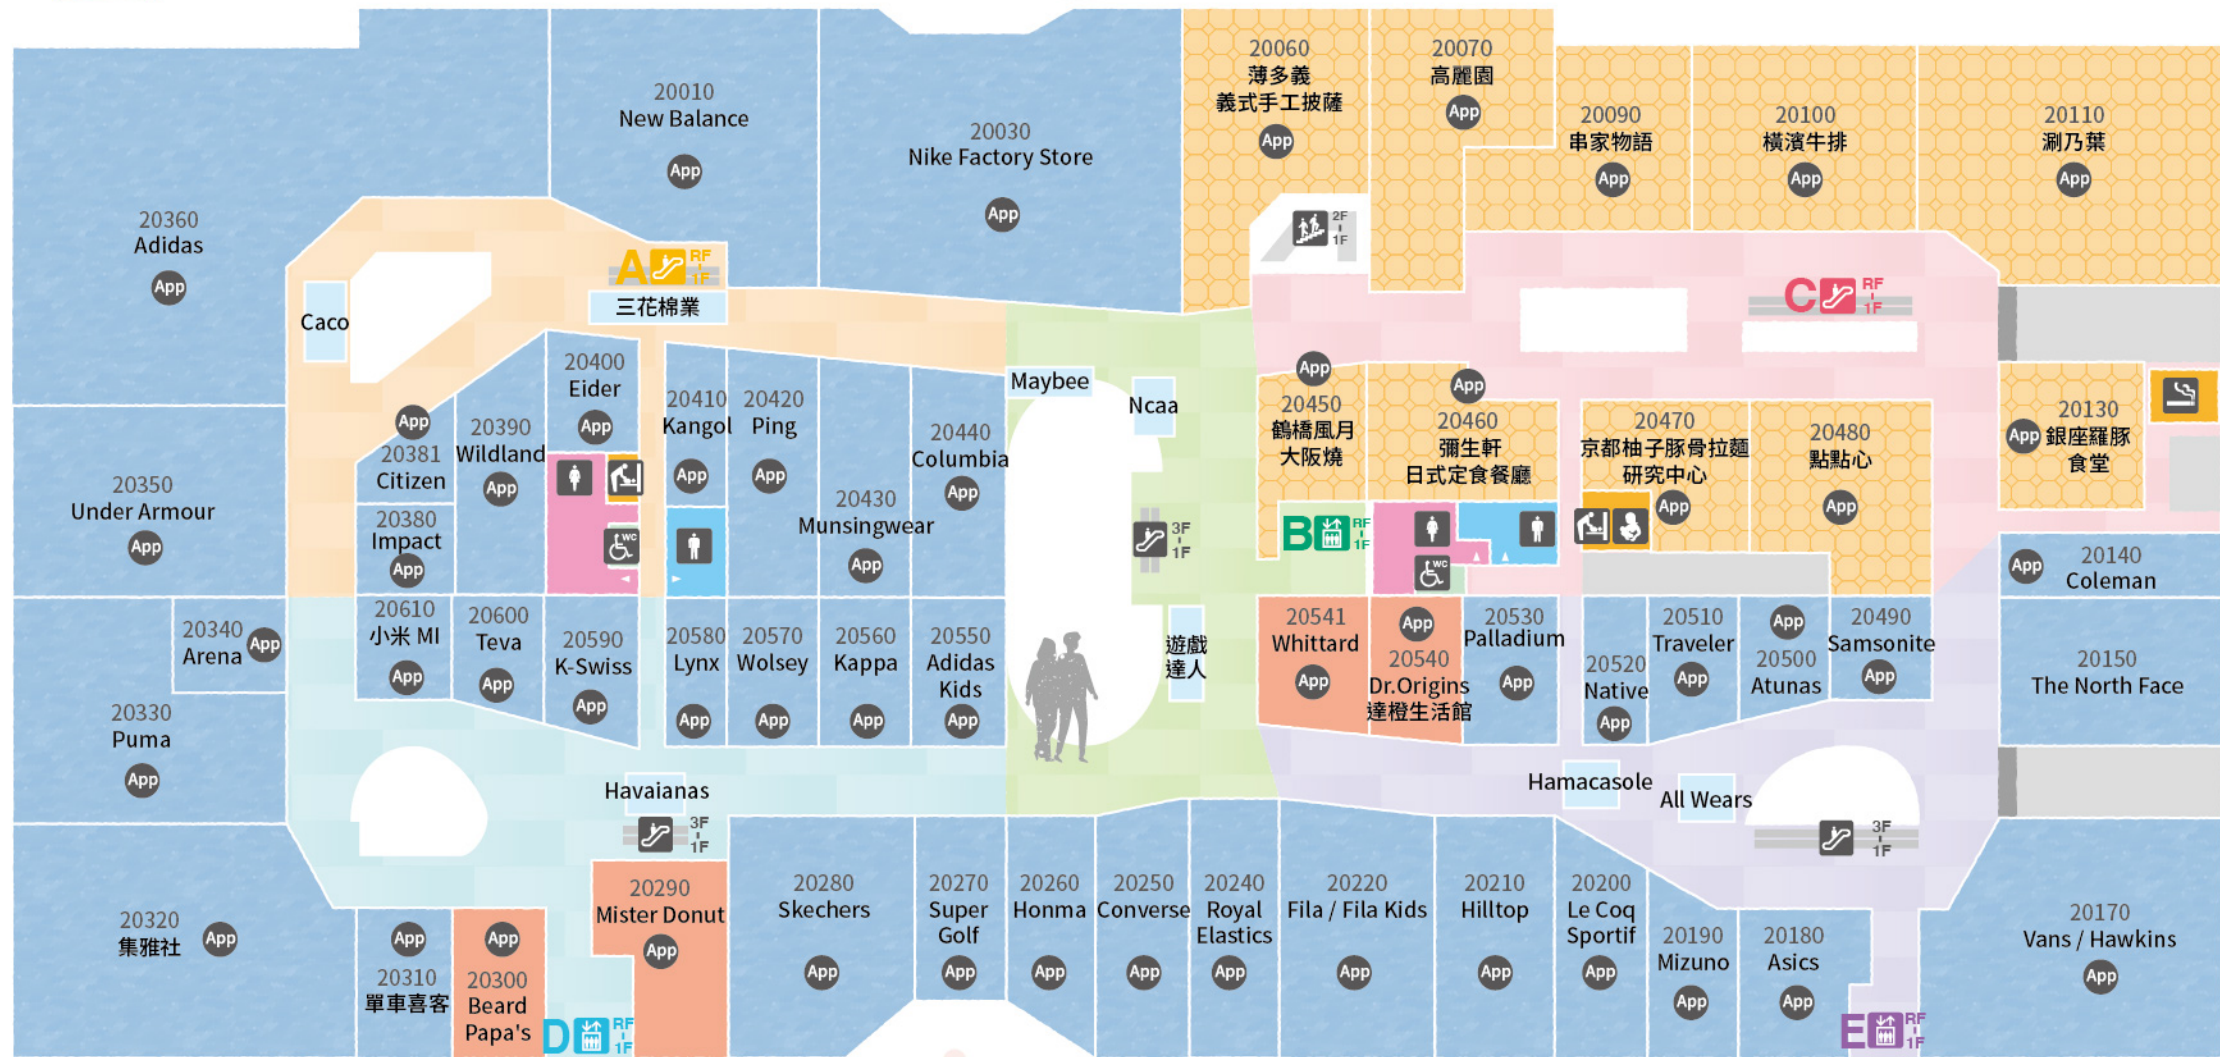 20010
New Balance
App
20030
Nike Factory Store
App
20060
薄多義
義式手工披薩
App
20070
高麗園
App
20090
串家物語
App
20100
橫濱牛排
App
20110
涮乃葉
App
20360
Adidas
App
A
RF
1F
三花棉業
Caco
2F
1F
C
RF
1F
20400
Eider
App
20410
Kangol
App
20420
Ping
App
20430
Munsingwear
App
20440
Columbia
App
Maybee
Ncaa
App
20450
鶴橋風月
大阪燒
App
20460
彌生軒
日式定食餐廳
20470
京都柚子豚骨拉麵
研究中心
App
20480
點點心
App
20130
銀座羅豚
食堂
App
App
20381
Citizen
20390
Wildland
App
20350
Under Armour
App
20380
Impact
App
WC
3F
1F
B
RF
1F
WC
App
20140
Coleman
20340
Arena
App
20610
小米 MI
App
20600
Teva
App
20590
K-Swiss
App
20580
Lynx
App
20570
Wolsey
App
20560
Kappa
App
20550
Adidas
Kids
App
遊戲
達人
20541
Whittard
App
App
20540
Dr.Origins
達橙生活館
20530
Palladium
App
20520
Native
App
20510
Traveler
App
App
20500
Atunas
20490
Samsonite
App
20150
The North Face
20330
Puma
App
Havaianas
3F
1F
Hamacasole
All Wears
3F
1F
20320
集雅社
App
App
20310
單車喜客
App
20300
Beard
Papa's
D
RF
1F
20290
Mister Donut
App
20280
Skechers
App
20270
Super
Golf
App
20260
Honma
App
20250
Converse
App
20240
Royal
Elastics
App
20220
Fila / Fila Kids
App
20210
Hilltop
App
20200
Le Coq
Sportif
App
20190
Mizuno
App
20180
Asics
App
E
RF
1F
20170
Vans / Hawkins
App